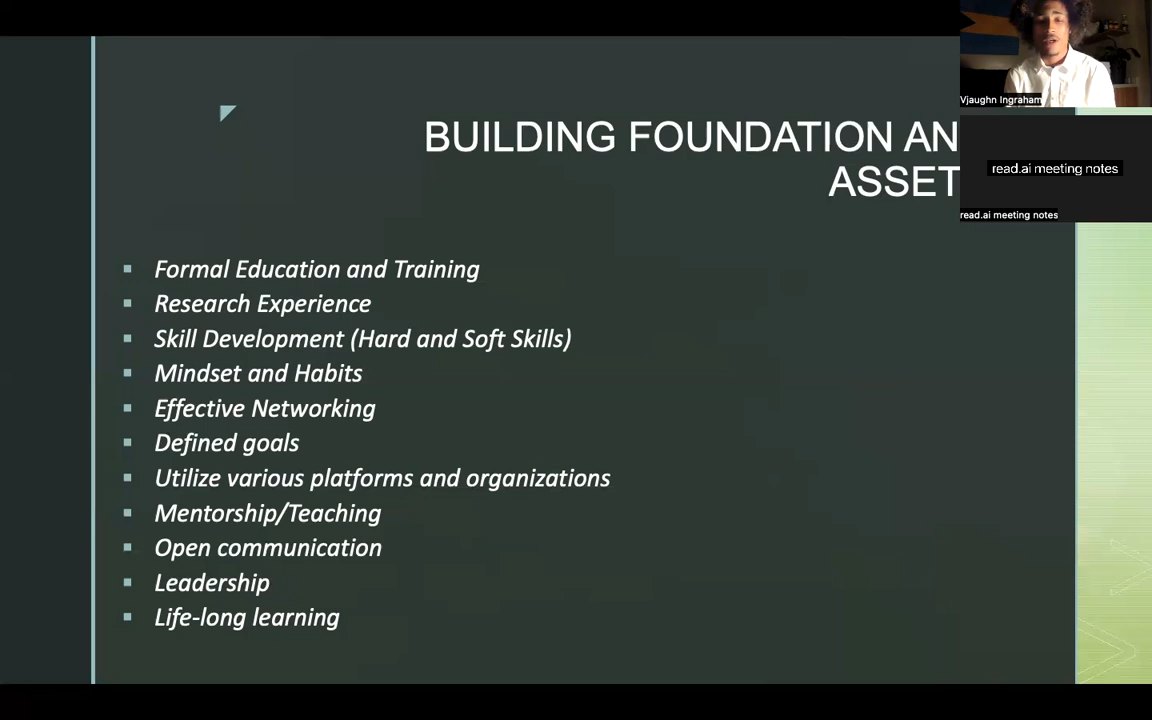 BUILDING FOUNDATION AN
ASSET
Formal Education and Training
Research Experience
Skill Development (Hard and Soft Skills)
Mindset and Habits
Effective Networking
Defined goals
Utilize various platforms and organizations
Mentorship/Teaching
Open communication
Leadership
Life-long learning
Vjaughn Ingraham
read.ai meeting notes
read.ai meeting notes